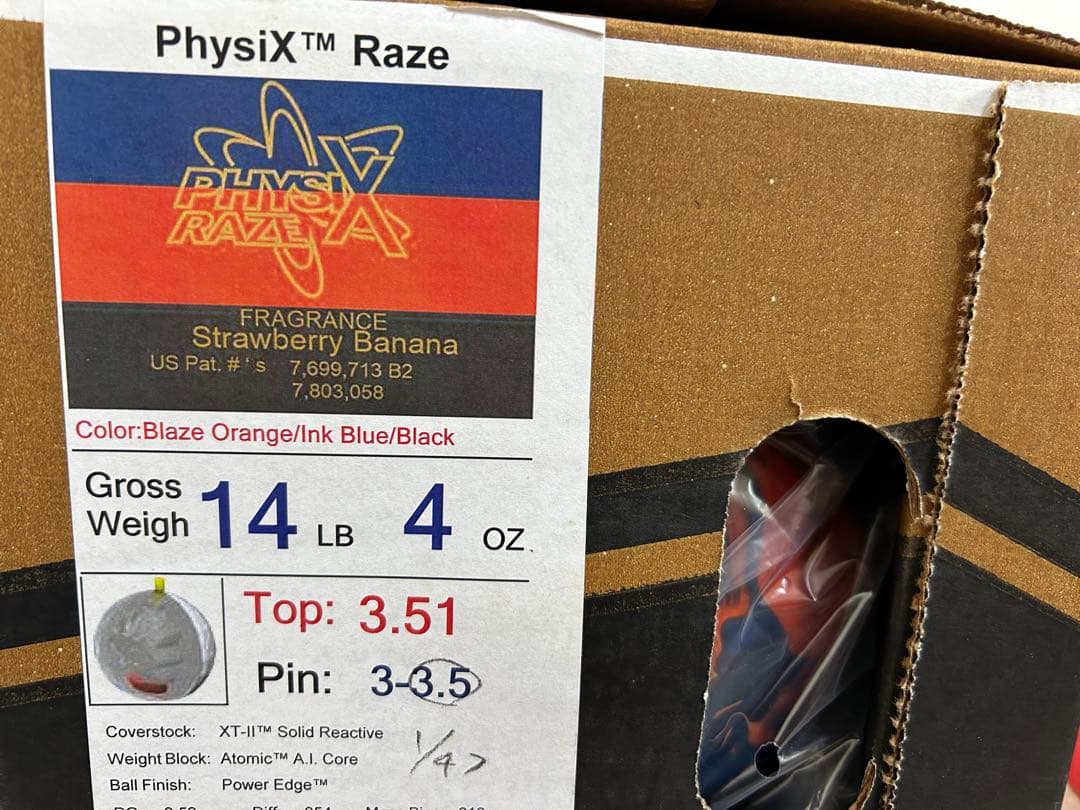 PhysiX™ Raze
PHYSIX
RAZE
FRAGRANCE
Strawberry Banana
US Pat. #'s 7,699,713 B2
7,803,058
Color:Blaze Orange/Ink Blue/Black
Gross
Weigh 14 LB 4 OZ
Top: 3.51
Pin: 3-3.5
Coverstock: XT-II™ Solid Reactive
Weight Block: Atomic™ A.I. Core
Ball Finish: Power Edge™